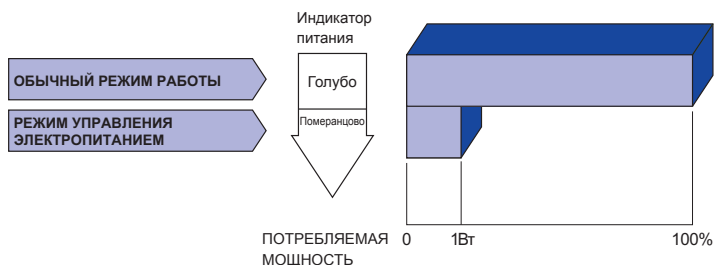 Индикатор
питания
ОБЫЧНЫЙ РЕЖИМ РАБОТЫ
Голубо
РЕЖИМ УПРАВЛЕНИЯ
ЭЛЕКТРОПИТАНИЕМ
Померанцово
ПОТРЕБЛЯЕМАЯ
МОЩНОСТЬ
0 1Вт 100%